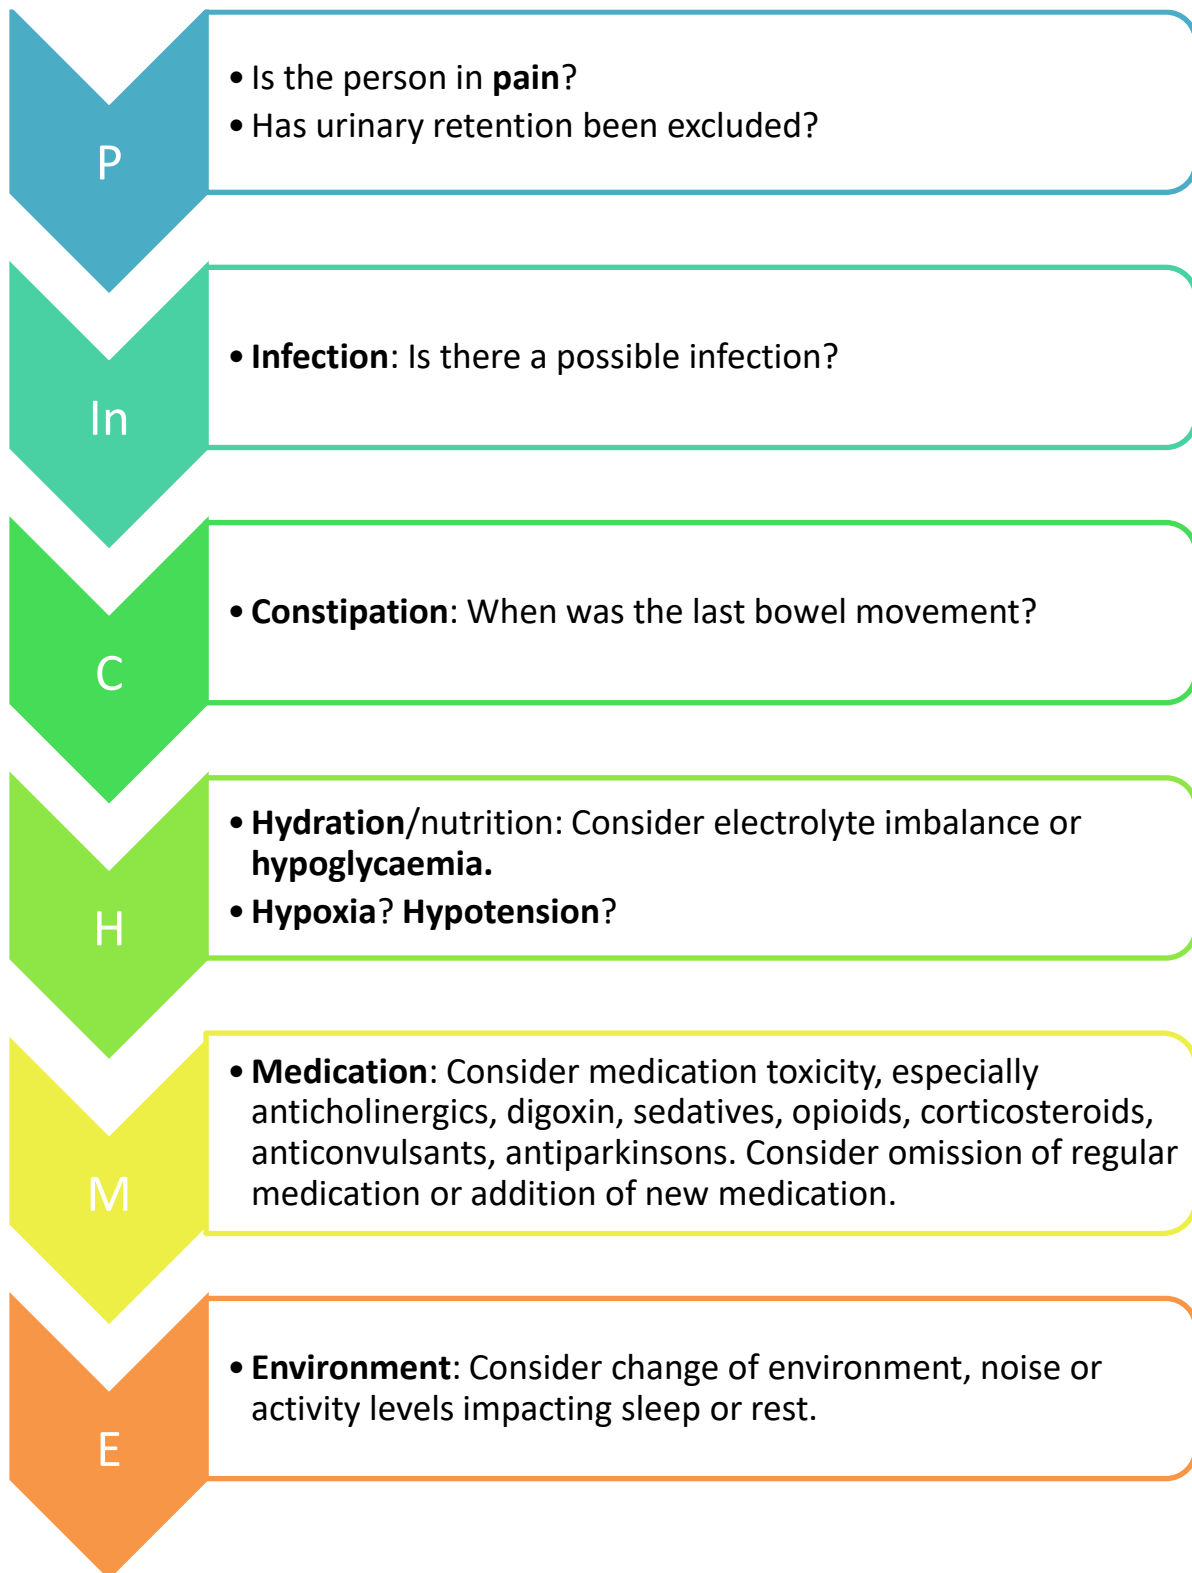 P
• Is the person in pain?
• Has urinary retention been excluded?
In
• Infection: Is there a possible infection?
C
• Constipation: When was the last bowel movement?
H
• Hydration/nutrition: Consider electrolyte imbalance or
hypoglycaemia.
• Hypoxia? Hypotension?
M
• Medication: Consider medication toxicity, especially
anticholinergics, digoxin, sedatives, opioids, corticosteroids,
anticonvulsants, antiparkinsons. Consider omission of regular
medication or addition of new medication.
E
• Environment: Consider change of environment, noise or
activity levels impacting sleep or rest.